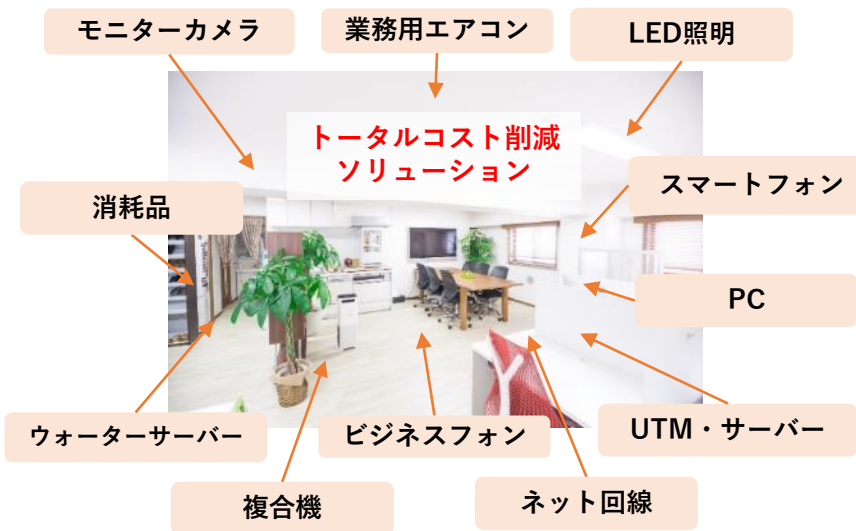 モニターカメラ
業務用エアコン
LED照明
トータルコスト削減
ソリューション
スマートフォン
消耗品
PC
ウォーターサーバー
ビジネスフォン
UTM・サーバー
複合機
ネット回線